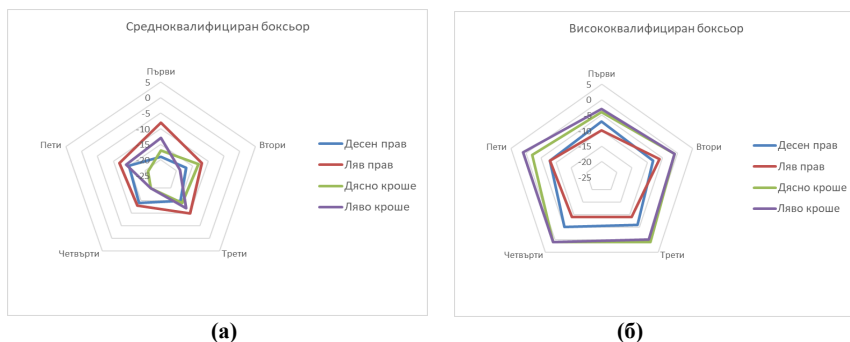 Средноквалифициран боксьор
Първи
5
0
-5
-10
-15
-20
-25
Втори
Трети
Четвърти
Пети
Десен прав
Ляв прав
Дясно кроше
Ляво кроше
(а)
Висококвалифициран боксьор
Първи
5
0
-5
-10
-15
-20
-25
Втори
Трети
Четвърти
Пети
Десен прав
Ляв прав
Дясно кроше
Ляво кроше
(б)